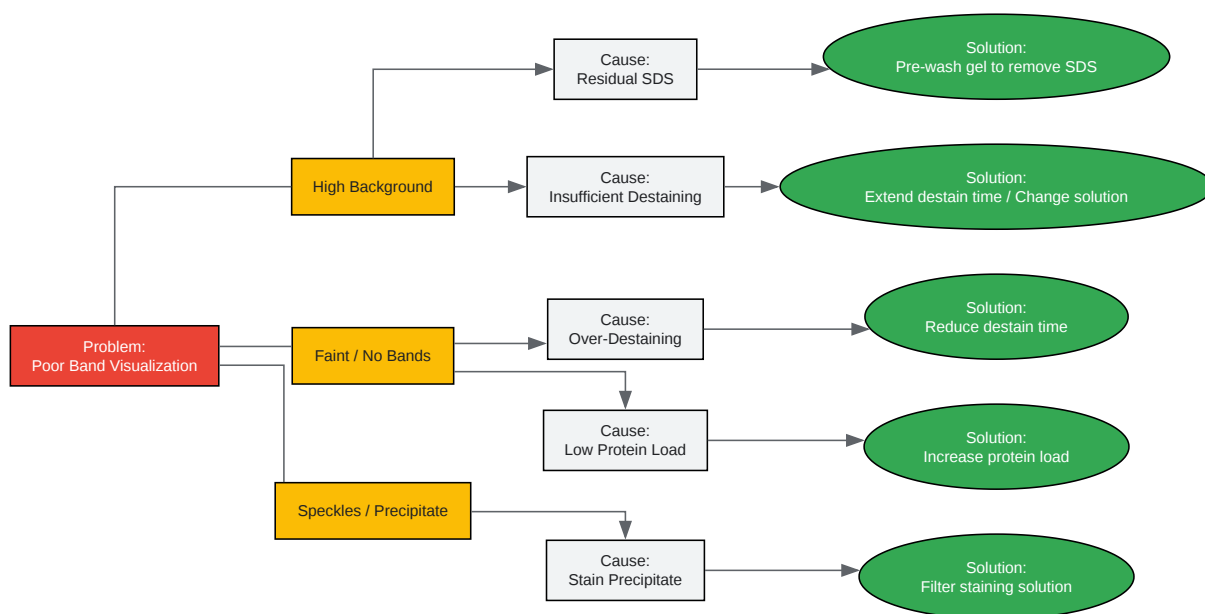 Cause:
Residual SDS
Solution:
Pre-wash gel to remove SDS
High Background
Cause:
Insufficient Destaining
Solution:
Extend destain time / Change solution
Problem:
Poor Band Visualization
Faint / No Bands
Cause:
Over-Destaining
Solution:
Reduce destain time
Cause:
Low Protein Load
Solution:
Increase protein load
Speckles / Precipitate
Cause:
Stain Precipitate
Solution:
Filter staining solution